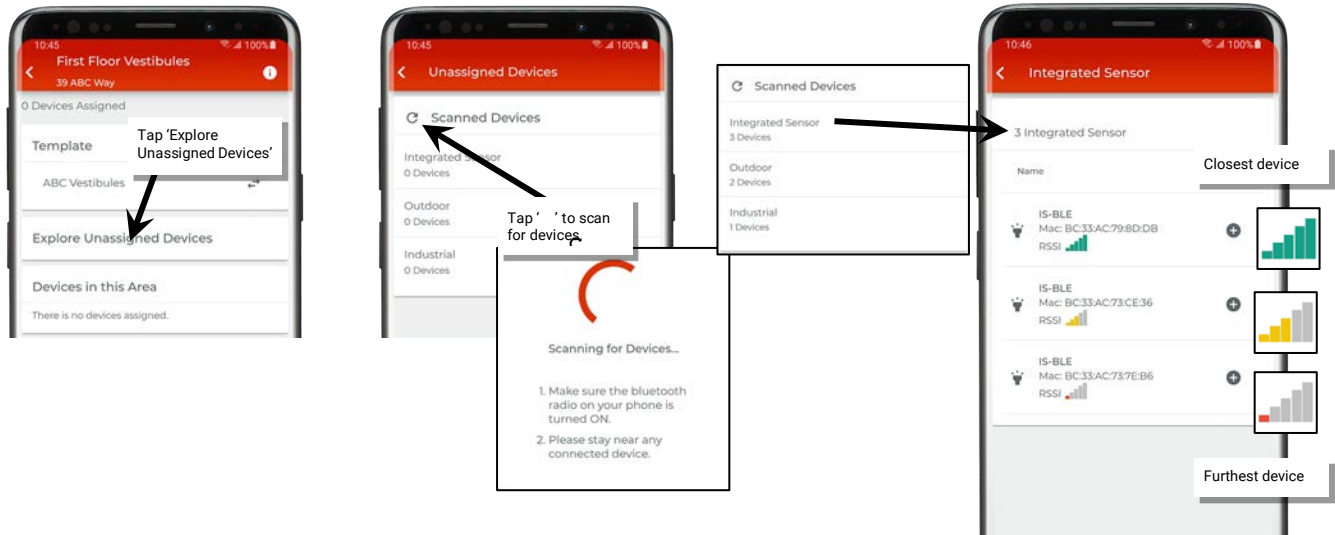 10:45
100%
First Floor Vestibules
39 ABC Way
0 Devices Assigned
Template
ABC Vestibules
Explore Unassigned Devices
Devices in this Area
There is no devices assigned.
Tap ‘Explore
Unassigned Devices’
10:45
100%
Unassigned Devices
Scanned Devices
Integrated Sensor
0 Devices
Outdoor
0 Devices
Industrial
0 Devices
Tap ‘ ’ to scan
for devices
Scanning for Devices...
1. Make sure the bluetooth
radio on your phone is
turned ON.
2. Please stay near any
connected device.
Scanned Devices
Integrated Sensor
3 Devices
Outdoor
2 Devices
Industrial
1 Devices
10:46
100%
Integrated Sensor
3 Integrated Sensor
Name
IS-BLE
Mac: BC:33:AC:79:8D:DB
RSSI
IS-BLE
Mac: BC:33:AC:73:CE:36
RSSI
IS-BLE
Mac: BC:33:AC:73:7E:B6
RSSI
Closest device
Furthest device